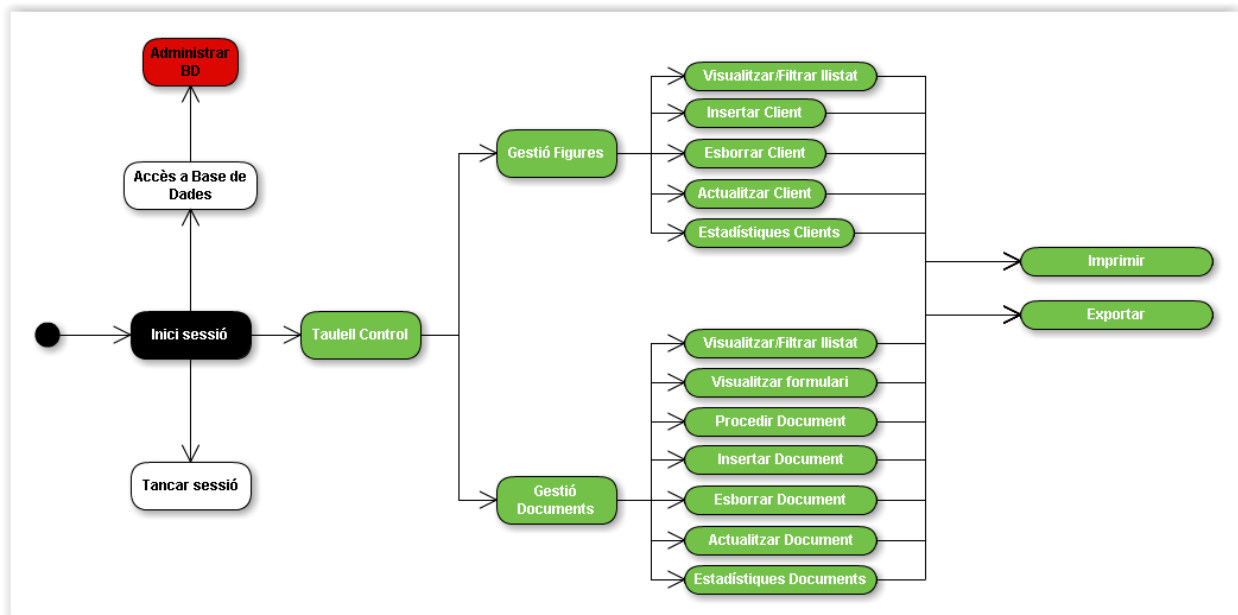 Administrar
BD
Accès a Base de
Dades
Inici sessió
Tancar sessió
Taulell Control
Gestió Figures
Visualitzar/Filtrar llistat
Insertar Client
Esborrar Client
Actualitzar Client
Estadístiques Clients
Gestió
Documents
Visualitzar/Filtrar llistat
Visualitzar formulari
Procedir Document
Insertar Document
Esborrar Document
Actualitzar Document
Estadístiques Documents
Imprimir
Exportar